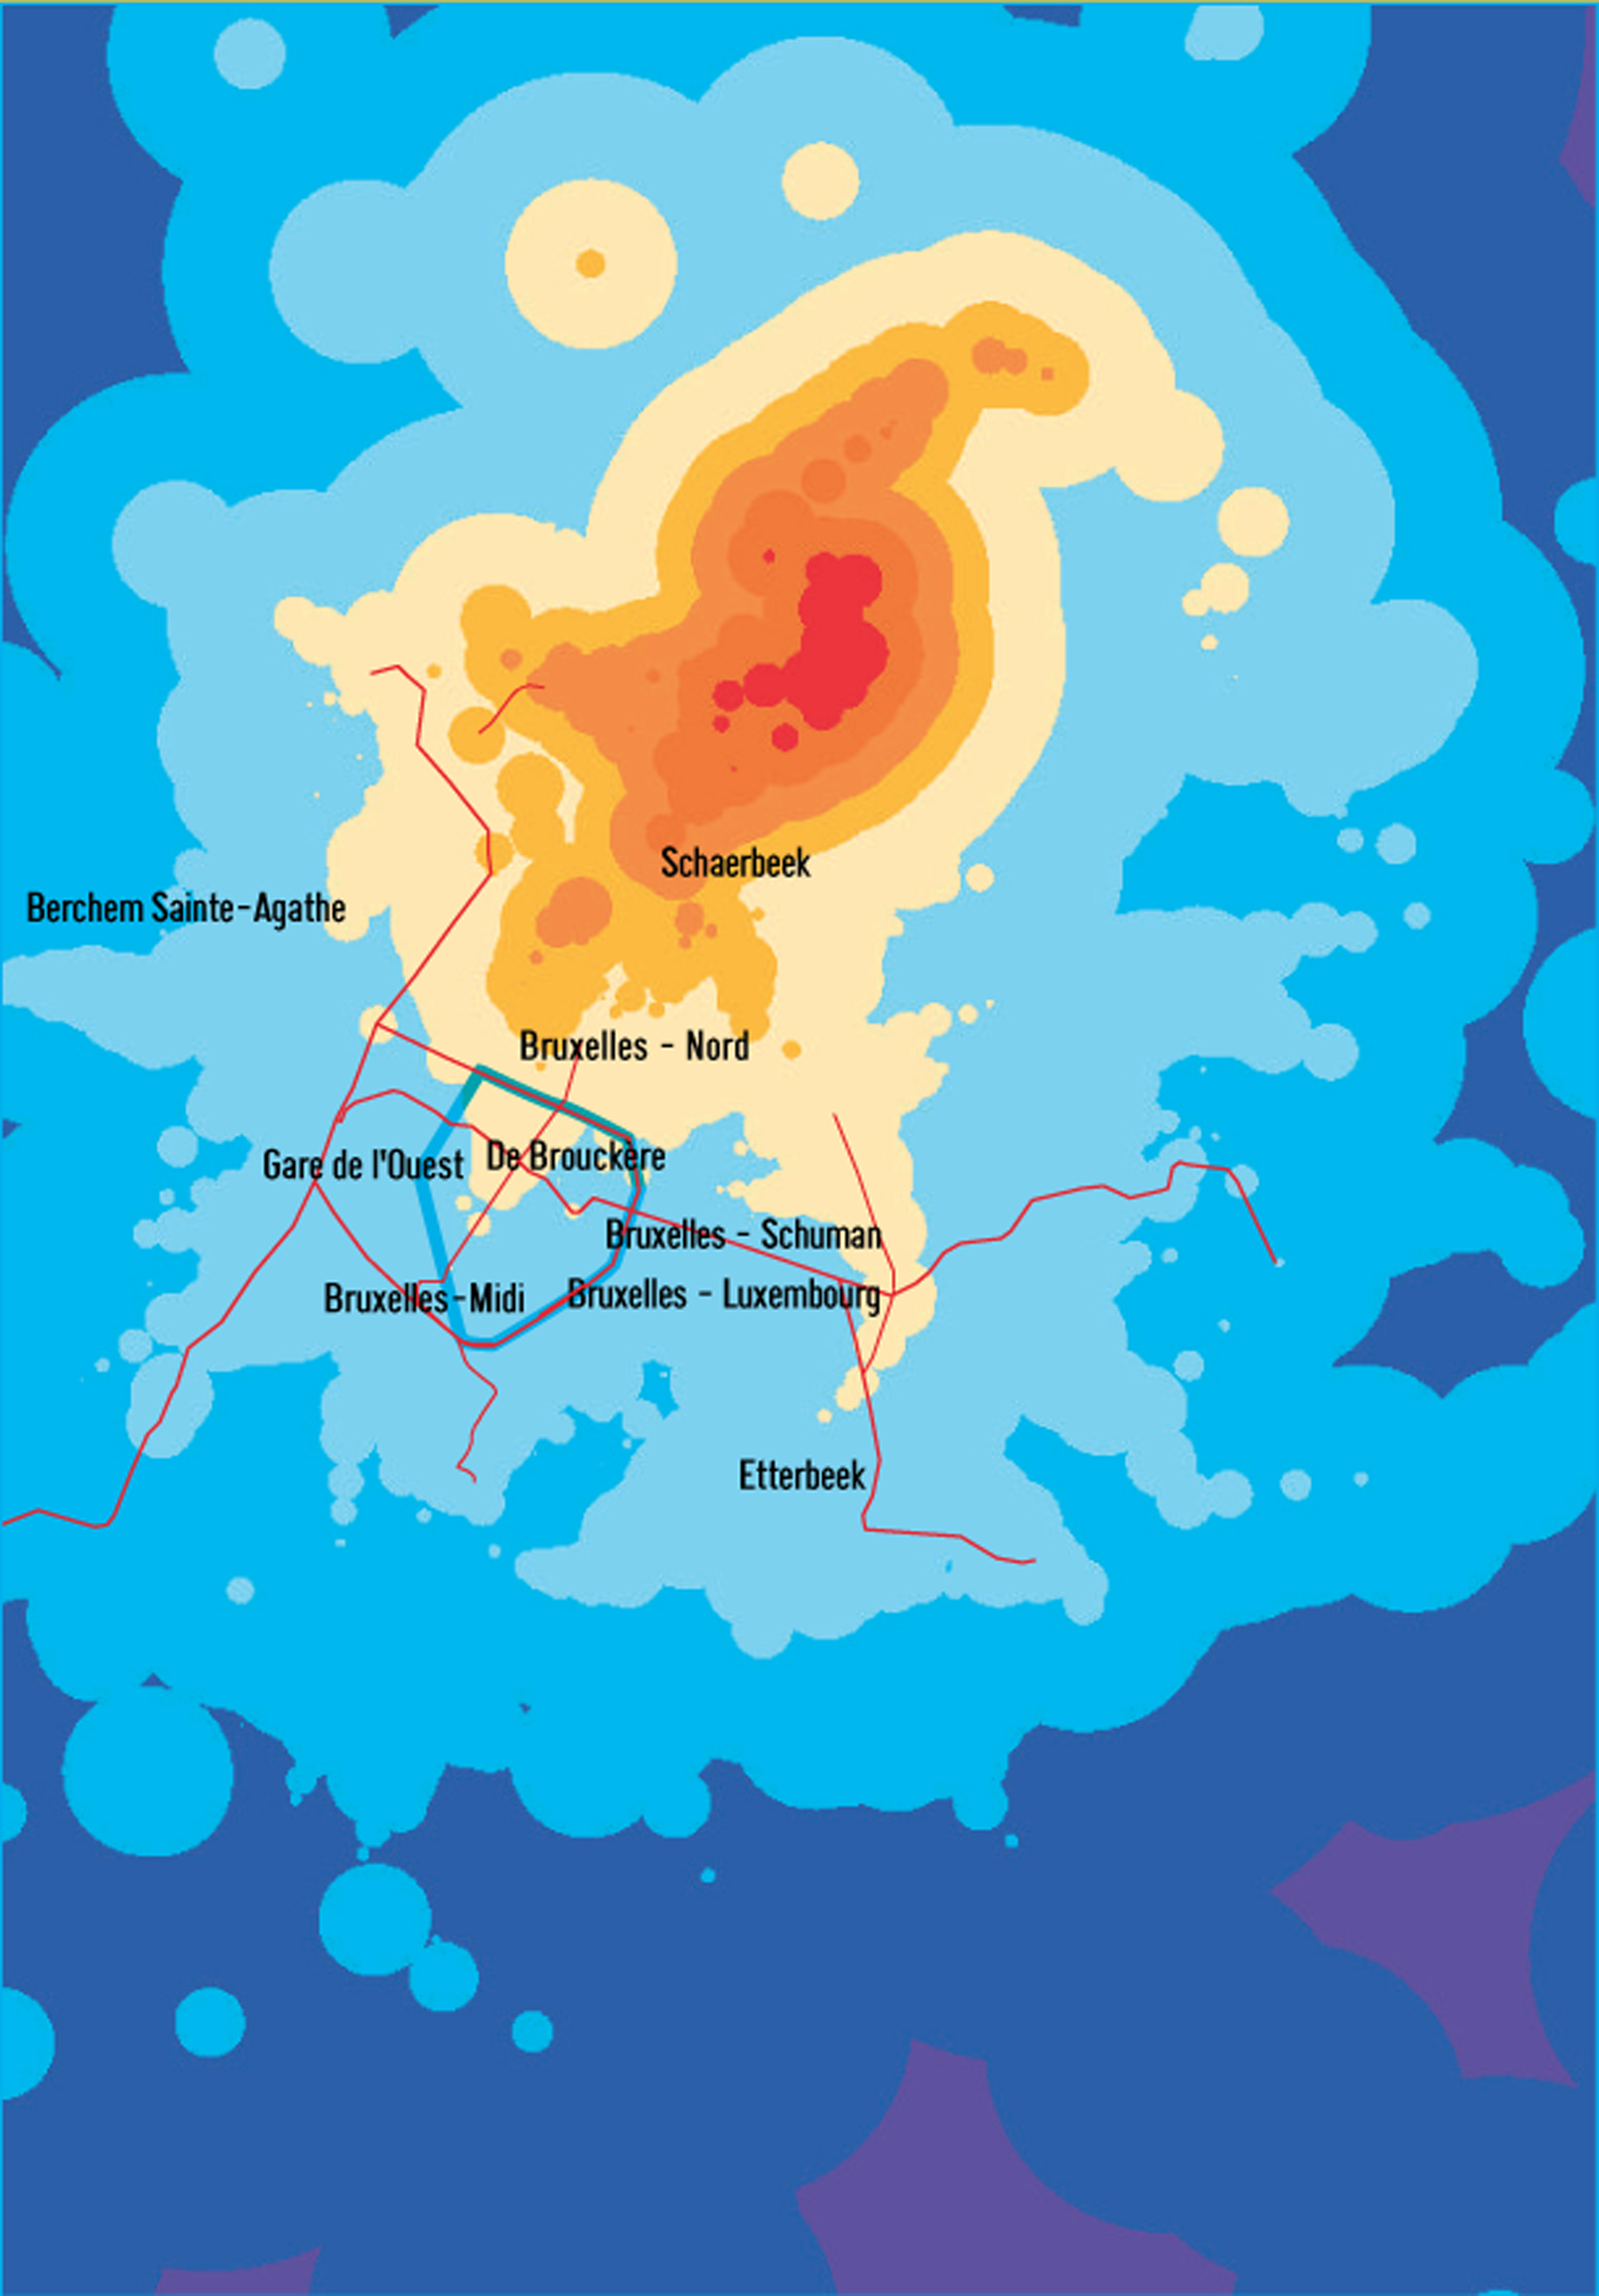 Schaerbeek
Berchem Sainte-Agathe
Bruxelles - Nord
De Brouckère
Gare de l'Ouest
Bruxelles - Schuman
Bruxelles-Midi
Bruxelles - Luxembourg
Etterbeek